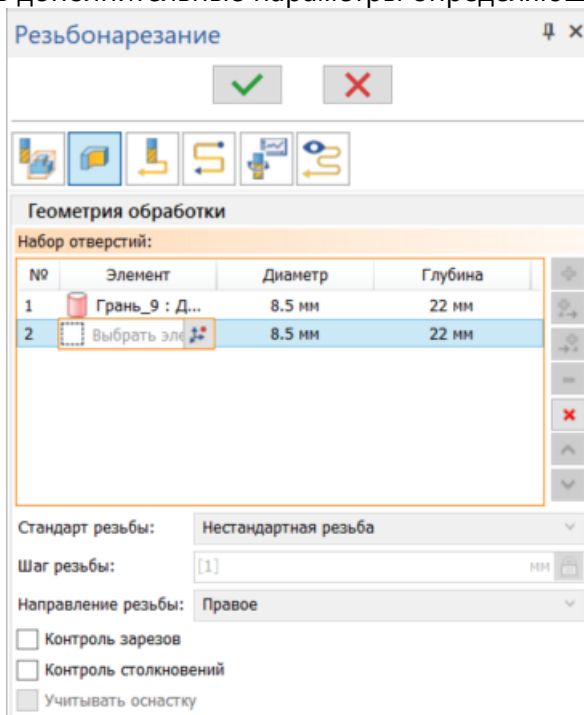 дополнительные параметры
Резьбонарезание
Геометрия обработки
Набор отверстий:
№ Элемент Диаметр Глубина
1 Грань_9 : Д... 8.5 мм 22 мм
2 Выбрать эле 8.5 мм 22 мм
Стандарт резьбы: Нестандартная резьба
Шаг резьбы: [1] мм
Направление резьбы: Правое
Контроль зарезов
Контроль столкновений
Учитывать оснастку